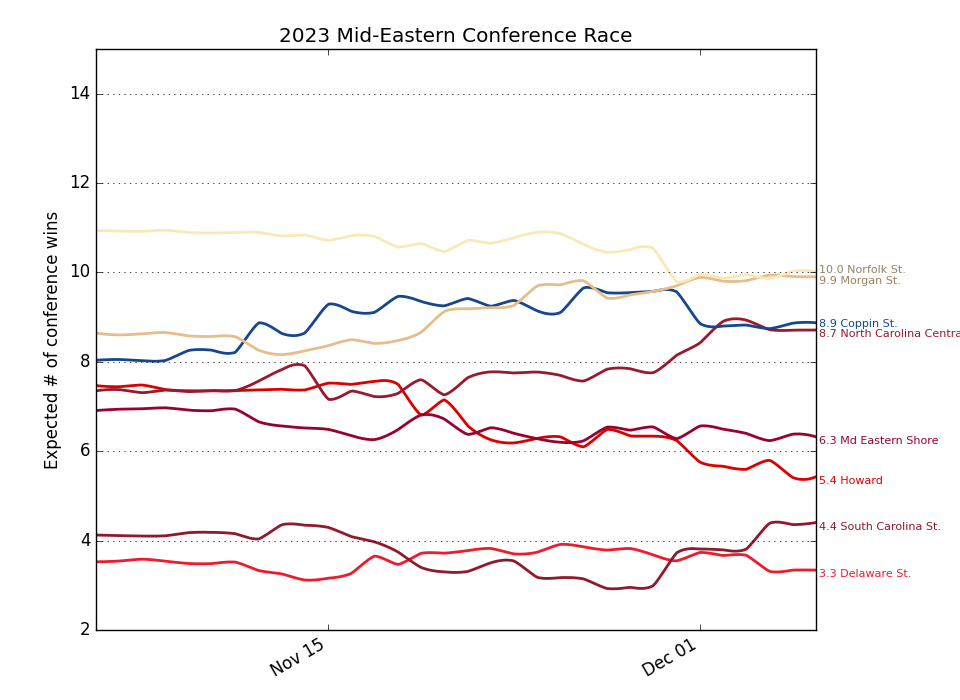 2023 Mid-Eastern Conference Race
Expected # of conference wins
14
12
10
8
6
4
2
Nov 15
Dec 01
10.0 Norfolk St.
9.9 Morgan St.
8.9 Coppin St.
8.7 North Carolina Centra
6.3 Md Eastern Shore
5.4 Howard
4.4 South Carolina St.
3.3 Delaware St.